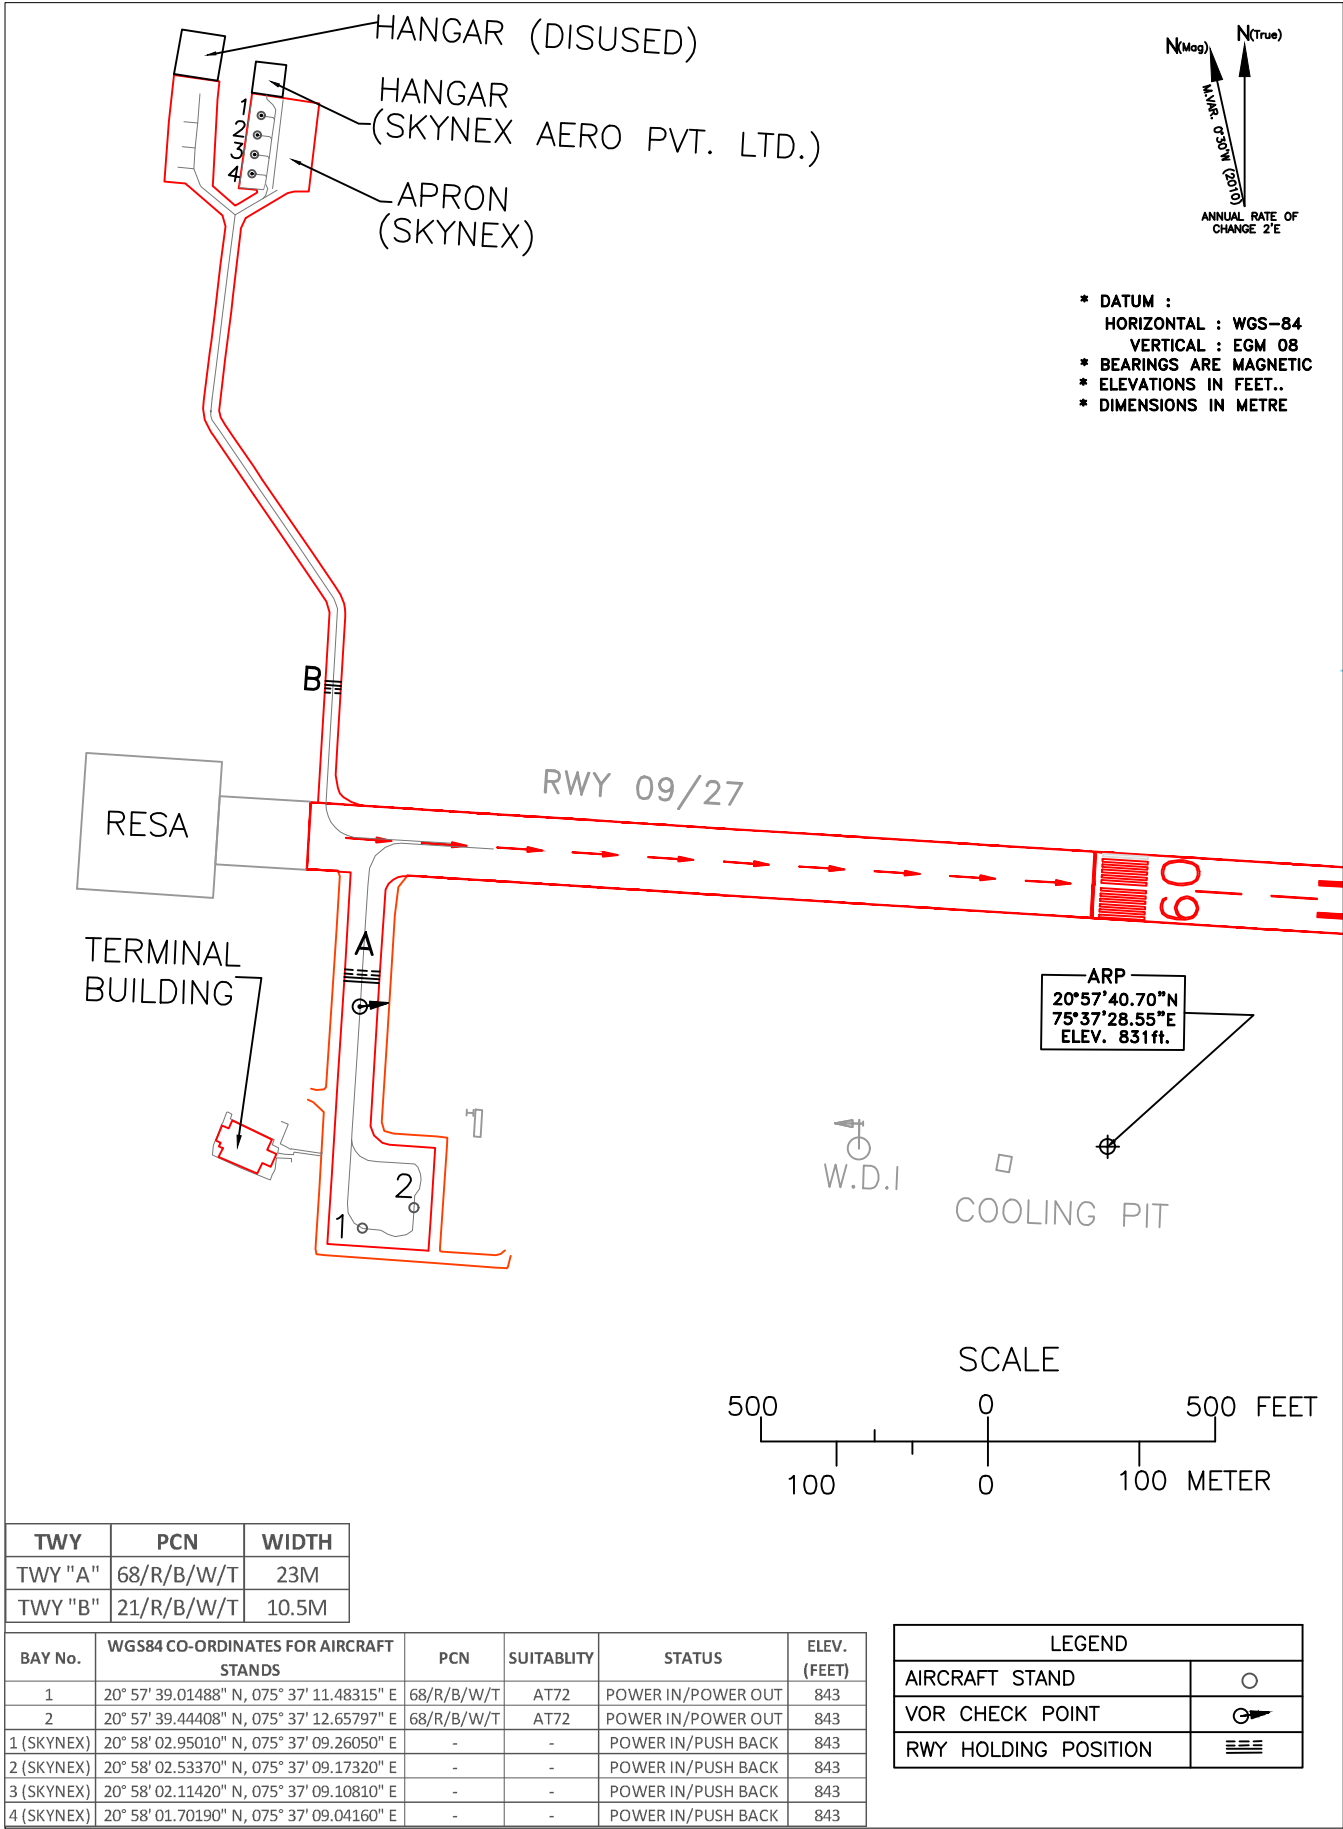 HANGAR (DISUSED)
HANGAR
(SKYNEX AERO PVT. LTD.)
1
2
3
4
APRON
(SKYNEX)
N(Mag)
N(True)
M.VAR. 0°30'W (2010)
ANNUAL RATE OF
CHANGE 2'E
* DATUM :
HORIZONTAL : WGS-84
VERTICAL : EGM 08
* BEARINGS ARE MAGNETIC
* ELEVATIONS IN FEET..
* DIMENSIONS IN METRE
B
RWY 09/27
RESA
09
A
TERMINAL
BUILDING
ARP
20°57'40.70"N
75°37'28.55"E
ELEV. 831ft.
W.D.I
COOLING PIT
2
1
SCALE
500 0 500 FEET
100 0 100 METER
TWY PCN WIDTH
TWY "A" 68/R/B/W/T 23M
TWY "B" 21/R/B/W/T 10.5M
BAY No. WGS84 CO-ORDINATES FOR AIRCRAFT STANDS PCN SUITABLITY STATUS ELEV. (FEET)
1 20° 57' 39.01488" N, 075° 37' 11.48315" E 68/R/B/W/T AT72 POWER IN/POWER OUT 843
2 20° 57' 39.44408" N, 075° 37' 12.65797" E 68/R/B/W/T AT72 POWER IN/POWER OUT 843
1 (SKYNEX) 20° 58' 02.95010" N, 075° 37' 09.26050" E - - POWER IN/PUSH BACK 843
2 (SKYNEX) 20° 58' 02.53370" N, 075° 37' 09.17320" E - - POWER IN/PUSH BACK 843
3 (SKYNEX) 20° 58' 02.11420" N, 075° 37' 09.10810" E - - POWER IN/PUSH BACK 843
4 (SKYNEX) 20° 58' 01.70190" N, 075° 37' 09.04160" E - - POWER IN/PUSH BACK 843
LEGEND
AIRCRAFT STAND
VOR CHECK POINT
RWY HOLDING POSITION